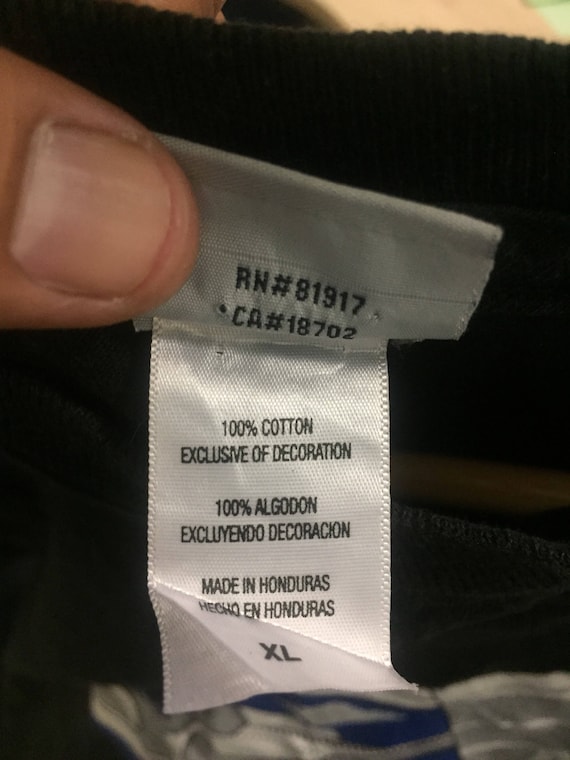 RN#81917
CA#18702
100% COTTON
EXCLUSIVE OF DECORATION
100% ALGODON
EXCLUYENDO DECORACION
MADE IN HONDURAS
HECHO EN HONDURAS
XL